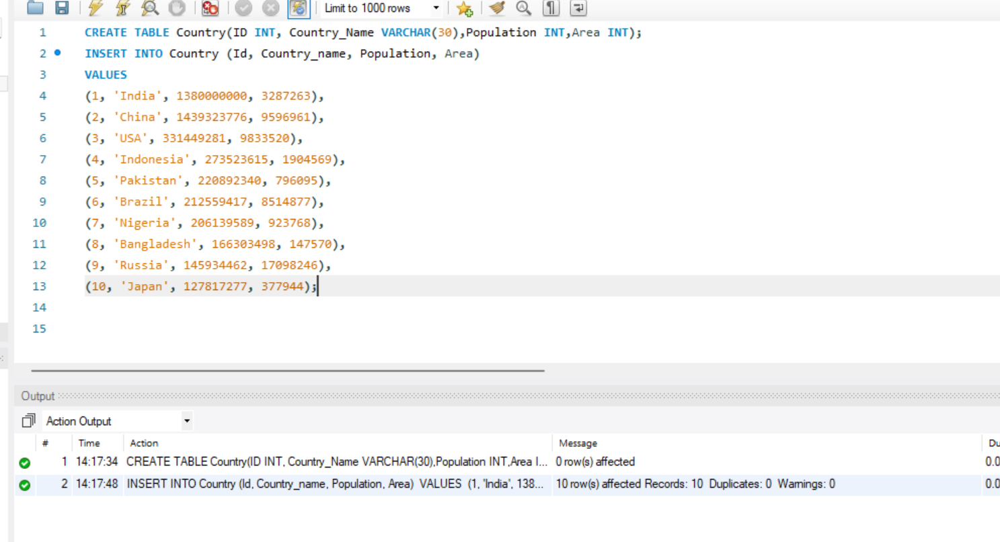 Limit to 1000 rows
1 CREATE TABLE Country(ID INT, Country_Name VARCHAR(30),Population INT,Area INT);
2 INSERT INTO Country (Id, Country_name, Population, Area)
3 VALUES
4 (1, 'India', 1380000000, 3287263),
5 (2, 'China', 1439323776, 9596961),
6 (3, 'USA', 331449281, 9833520),
7 (4, 'Indonesia', 273523615, 1904569),
8 (5, 'Pakistan', 220892340, 796095),
9 (6, 'Brazil', 212559417, 8514877),
10 (7, 'Nigeria', 206139589, 923768),
11 (8, 'Bangladesh', 166303498, 147570),
12 (9, 'Russia', 145934462, 17098246),
13 (10, 'Japan', 127817277, 377944);
14
15
Output
Action Output
# Time Action Message Du
1 14:17:34 CREATE TABLE Country(ID INT, Country_Name VARCHAR(30),Population INT,Area I... 0 row(s) affected 0.0
2 14:17:48 INSERT INTO Country (Id, Country_name, Population, Area) VALUES (1, 'India', 138... 10 row(s) affected Records: 10 Duplicates: 0 Warnings: 0 0.0